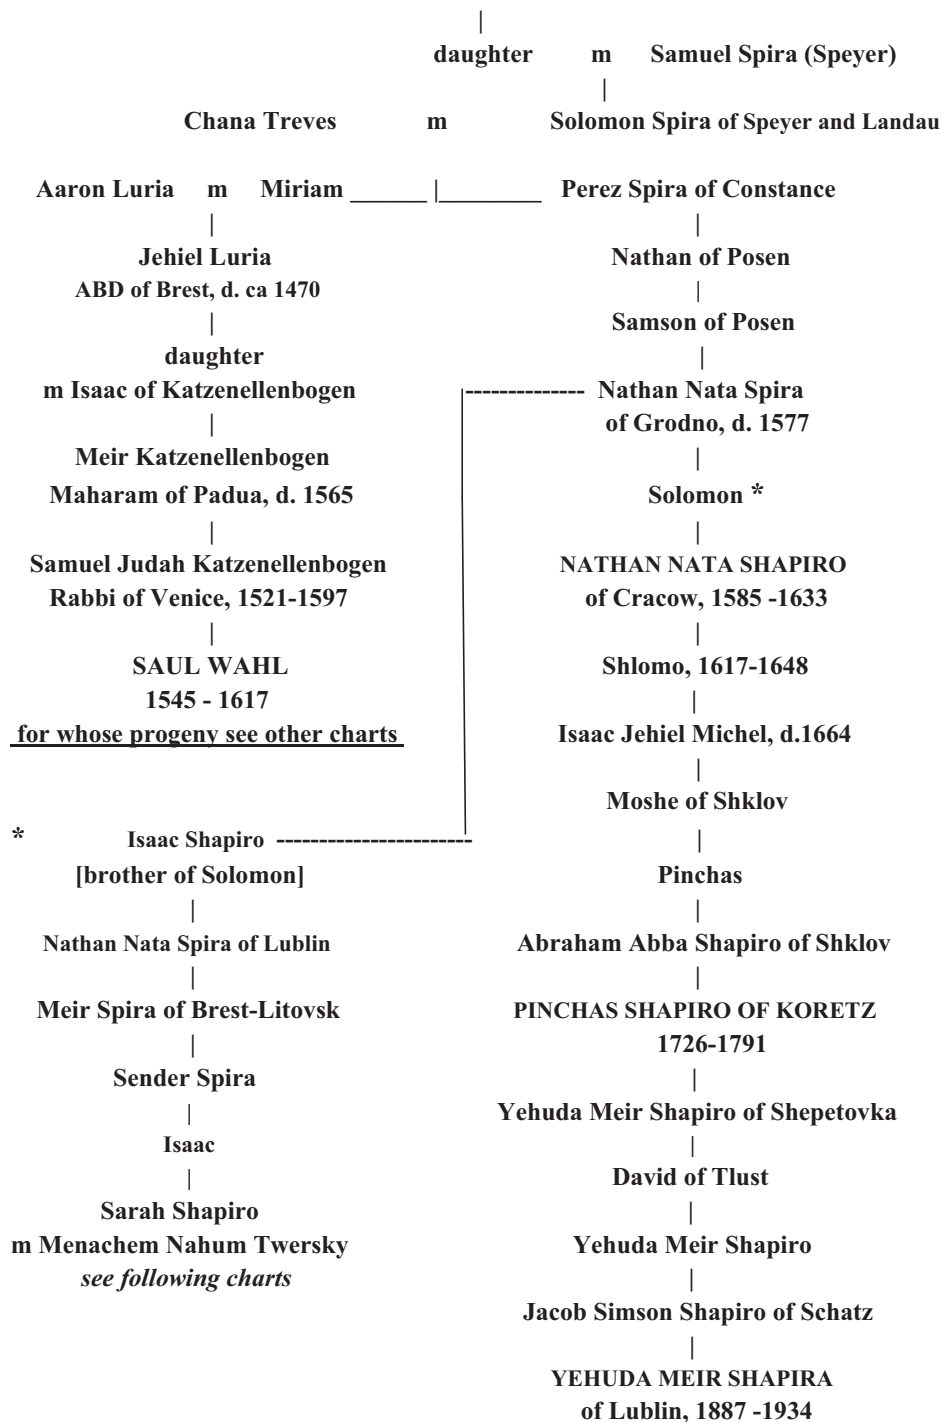 daughter m Samuel Spira (Speyer)
Chana Treves m Solomon Spira of Speyer and Landau
Aaron Luria m Miriam Perez Spira of Constance
Jehiel Luria Nathan of Posen
ABD of Brest, d. ca 1470
Samson of Posen
daughter
m Isaac of Katzenellenbogen Nathan Nata Spira
of Grodno, d. 1577
Meir Katzenellenbogen
Maharam of Padua, d. 1565 Solomon *
Samuel Judah Katzenellenbogen NATHAN NATA SHAPIRO
Rabbi of Venice, 1521-1597 of Cracow, 1585 -1633
SAUL WAHL Shlomo, 1617-1648
1545 - 1617
for whose progeny see other charts Isaac Jehiel Michel, d.1664
Moshe of Shklov
* Isaac Shapiro
[brother of Solomon] Pinchas
Nathan Nata Spira of Lublin Abraham Abba Shapiro of Shklov
Meir Spira of Brest-Litovsk PINCHAS SHAPIRO OF KORETZ
1726-1791
Sender Spira
Yehuda Meir Shapiro of Shepetovka
Isaac
David of Tlust
Sarah Shapiro
m Menachem Nahum Twersky Yehuda Meir Shapiro
see following charts
Jacob Simson Shapiro of Schatz
YEHUDA MEIR SHAPIRA
of Lublin, 1887 -1934